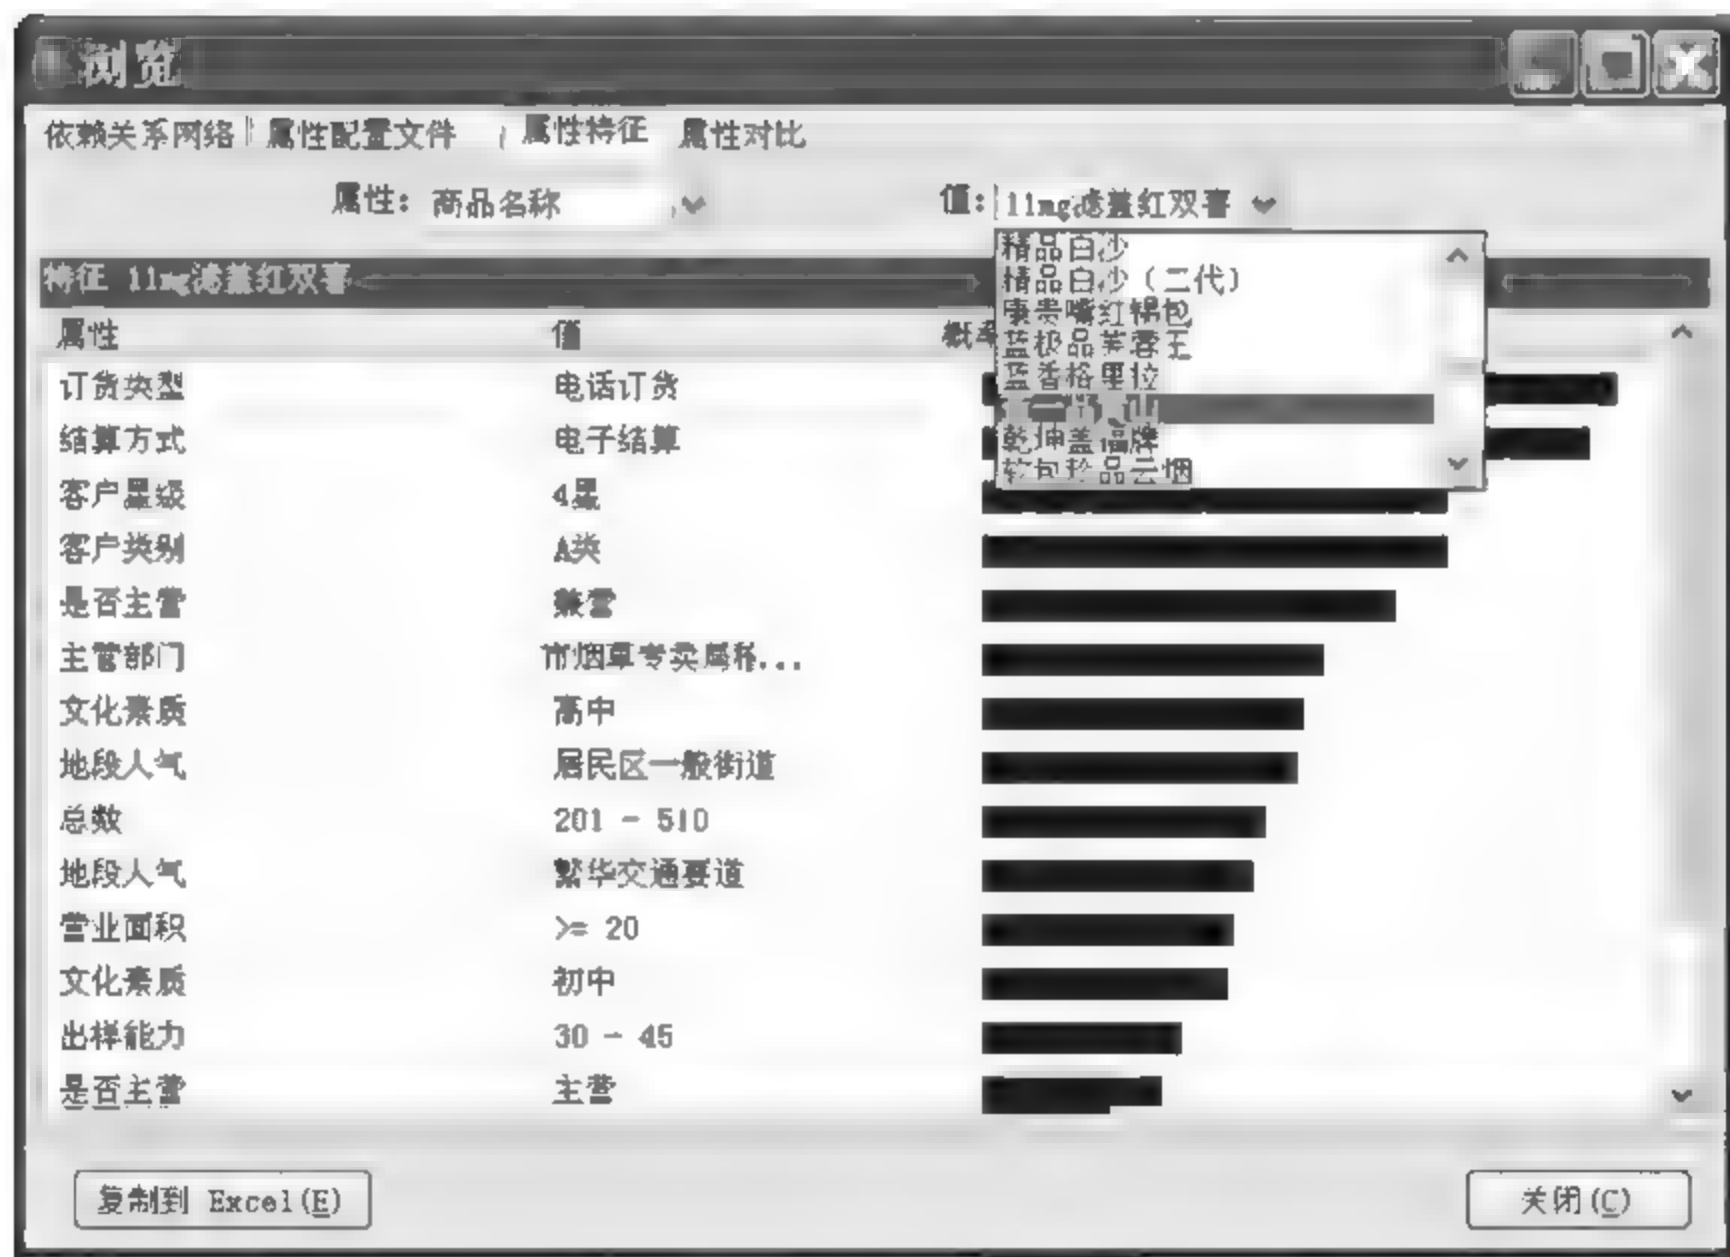 浏览
依赖关系网络 属性配置文件 属性特征 属性对比
属性: 商品名称 值: 11mg滤盖红双喜
精品白沙
特征 11mg滤盖红双喜
精品白沙（二代）
属性 值 概率
蓝极品芙蓉王
蓝香格里拉
订货类型 电话订货
结算方式 电子结算
乾坤盖福牌
软包珍品云烟
客户星级 4星
客户类别 A类
是否主营 兼营
主管部门 市烟草专卖局
文化素质 高中
地段人气 居民区一般街道
总数 201 - 510
地段人气 繁华交通要道
营业面积 >= 20
文化素质 初中
出样能力 30 - 45
是否主营 主营
复制到 Excel(E) 关闭(C)